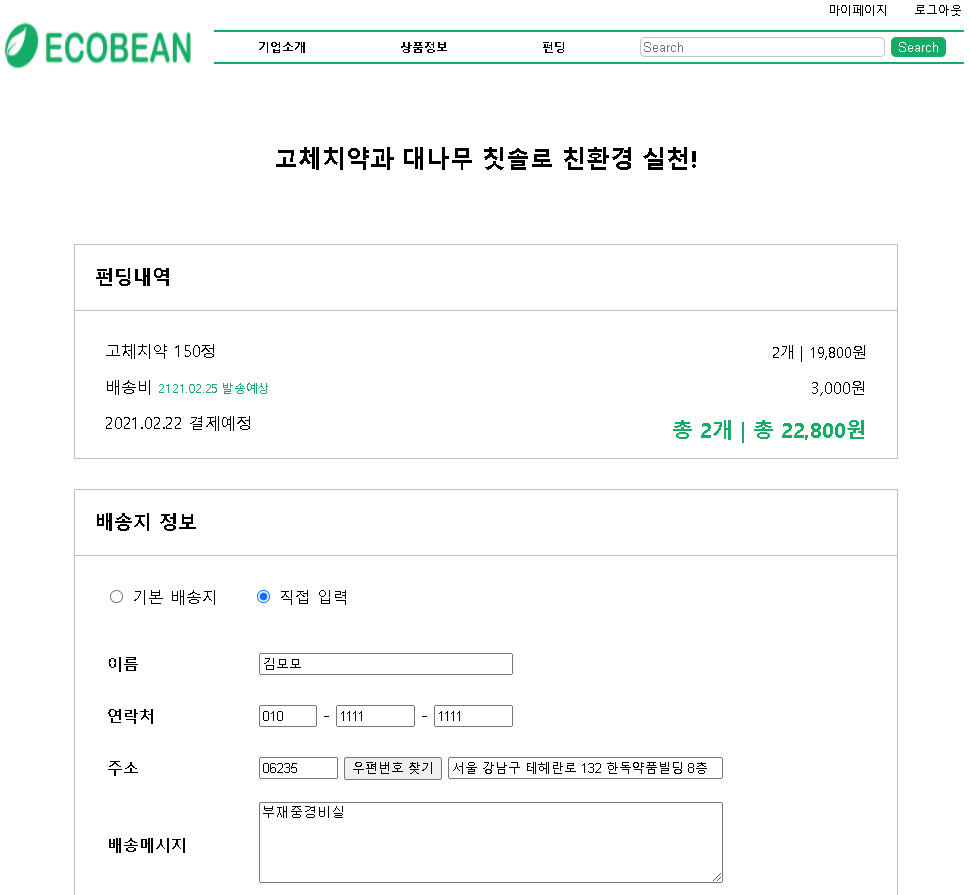 마이페이지 로그아웃
ECOBEAN 기업소개 상품정보 펀딩 Search Search
고체치약과 대나무 칫솔로 친환경 실천!
펀딩내역
고체치약 150정 2개 | 19,800원
배송비 2121.02.25 발송예상 3,000원
2021.02.22 결제예정 총 2개 | 총 22,800원
배송지 정보
기본 배송지 직접 입력
이름 김모모
연락처 010 - 1111 - 1111
주소 06235 우편번호 찾기 서울 강남구 테헤란로 132 한독약품빌딩 8층
배송메시지 부재중경비실